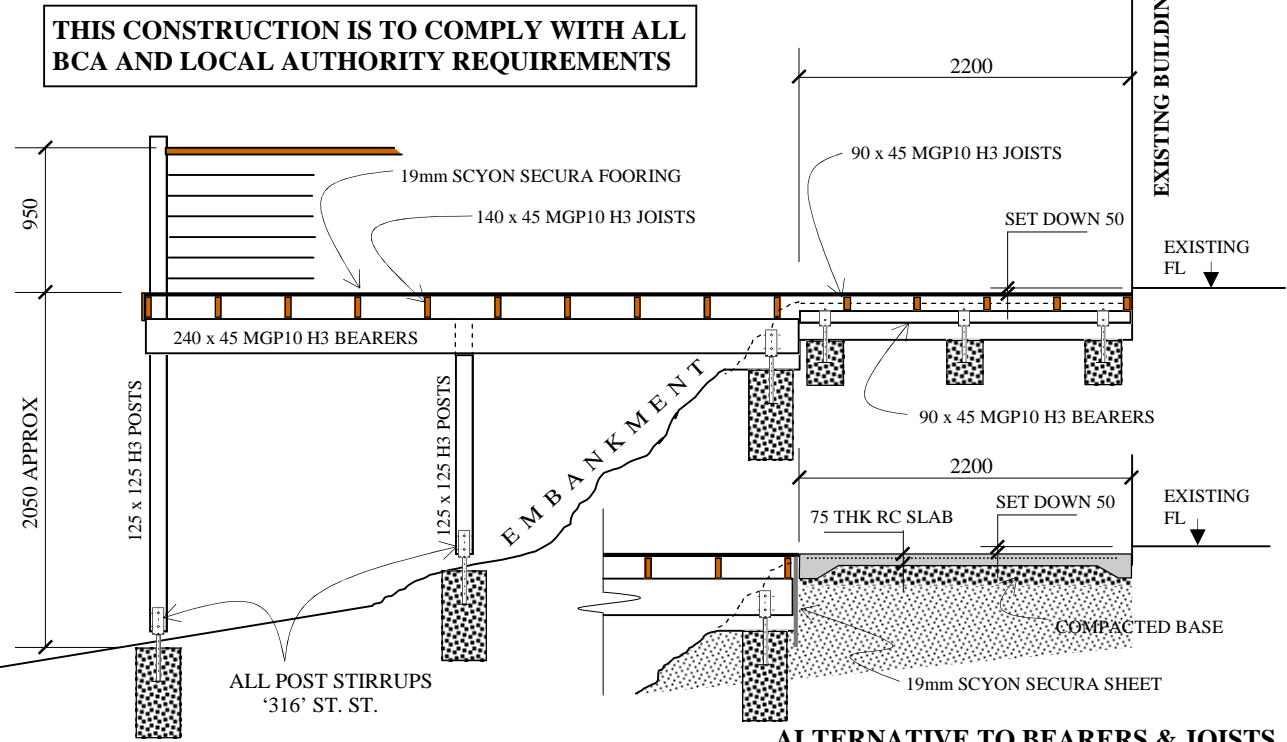 THIS CONSTRUCTION IS TO COMPLY WITH ALL
BCA AND LOCAL AUTHORITY REQUIREMENTS
2200
EXISTING BUILDIN
90 x 45 MGP10 H3 JOISTS
19mm SCYON SECURA FOORING
140 x 45 MGP10 H3 JOISTS
950
SET DOWN 50
EXISTING
FL
240 x 45 MGP10 H3 BEARERS
2050 APPROX
125 x 125 H3 POSTS
125 x 125 H3 POSTS
EMBANKMENT
90 x 45 MGP10 H3 BEARERS
2200
75 THK RC SLAB
SET DOWN 50
EXISTING
FL
COMPACTED BASE
ALL POST STIRRUPS
‘316’ ST. ST.
19mm SCYON SECURA SHEET
ALTERNATIVE TO BEARERS & JOISTS